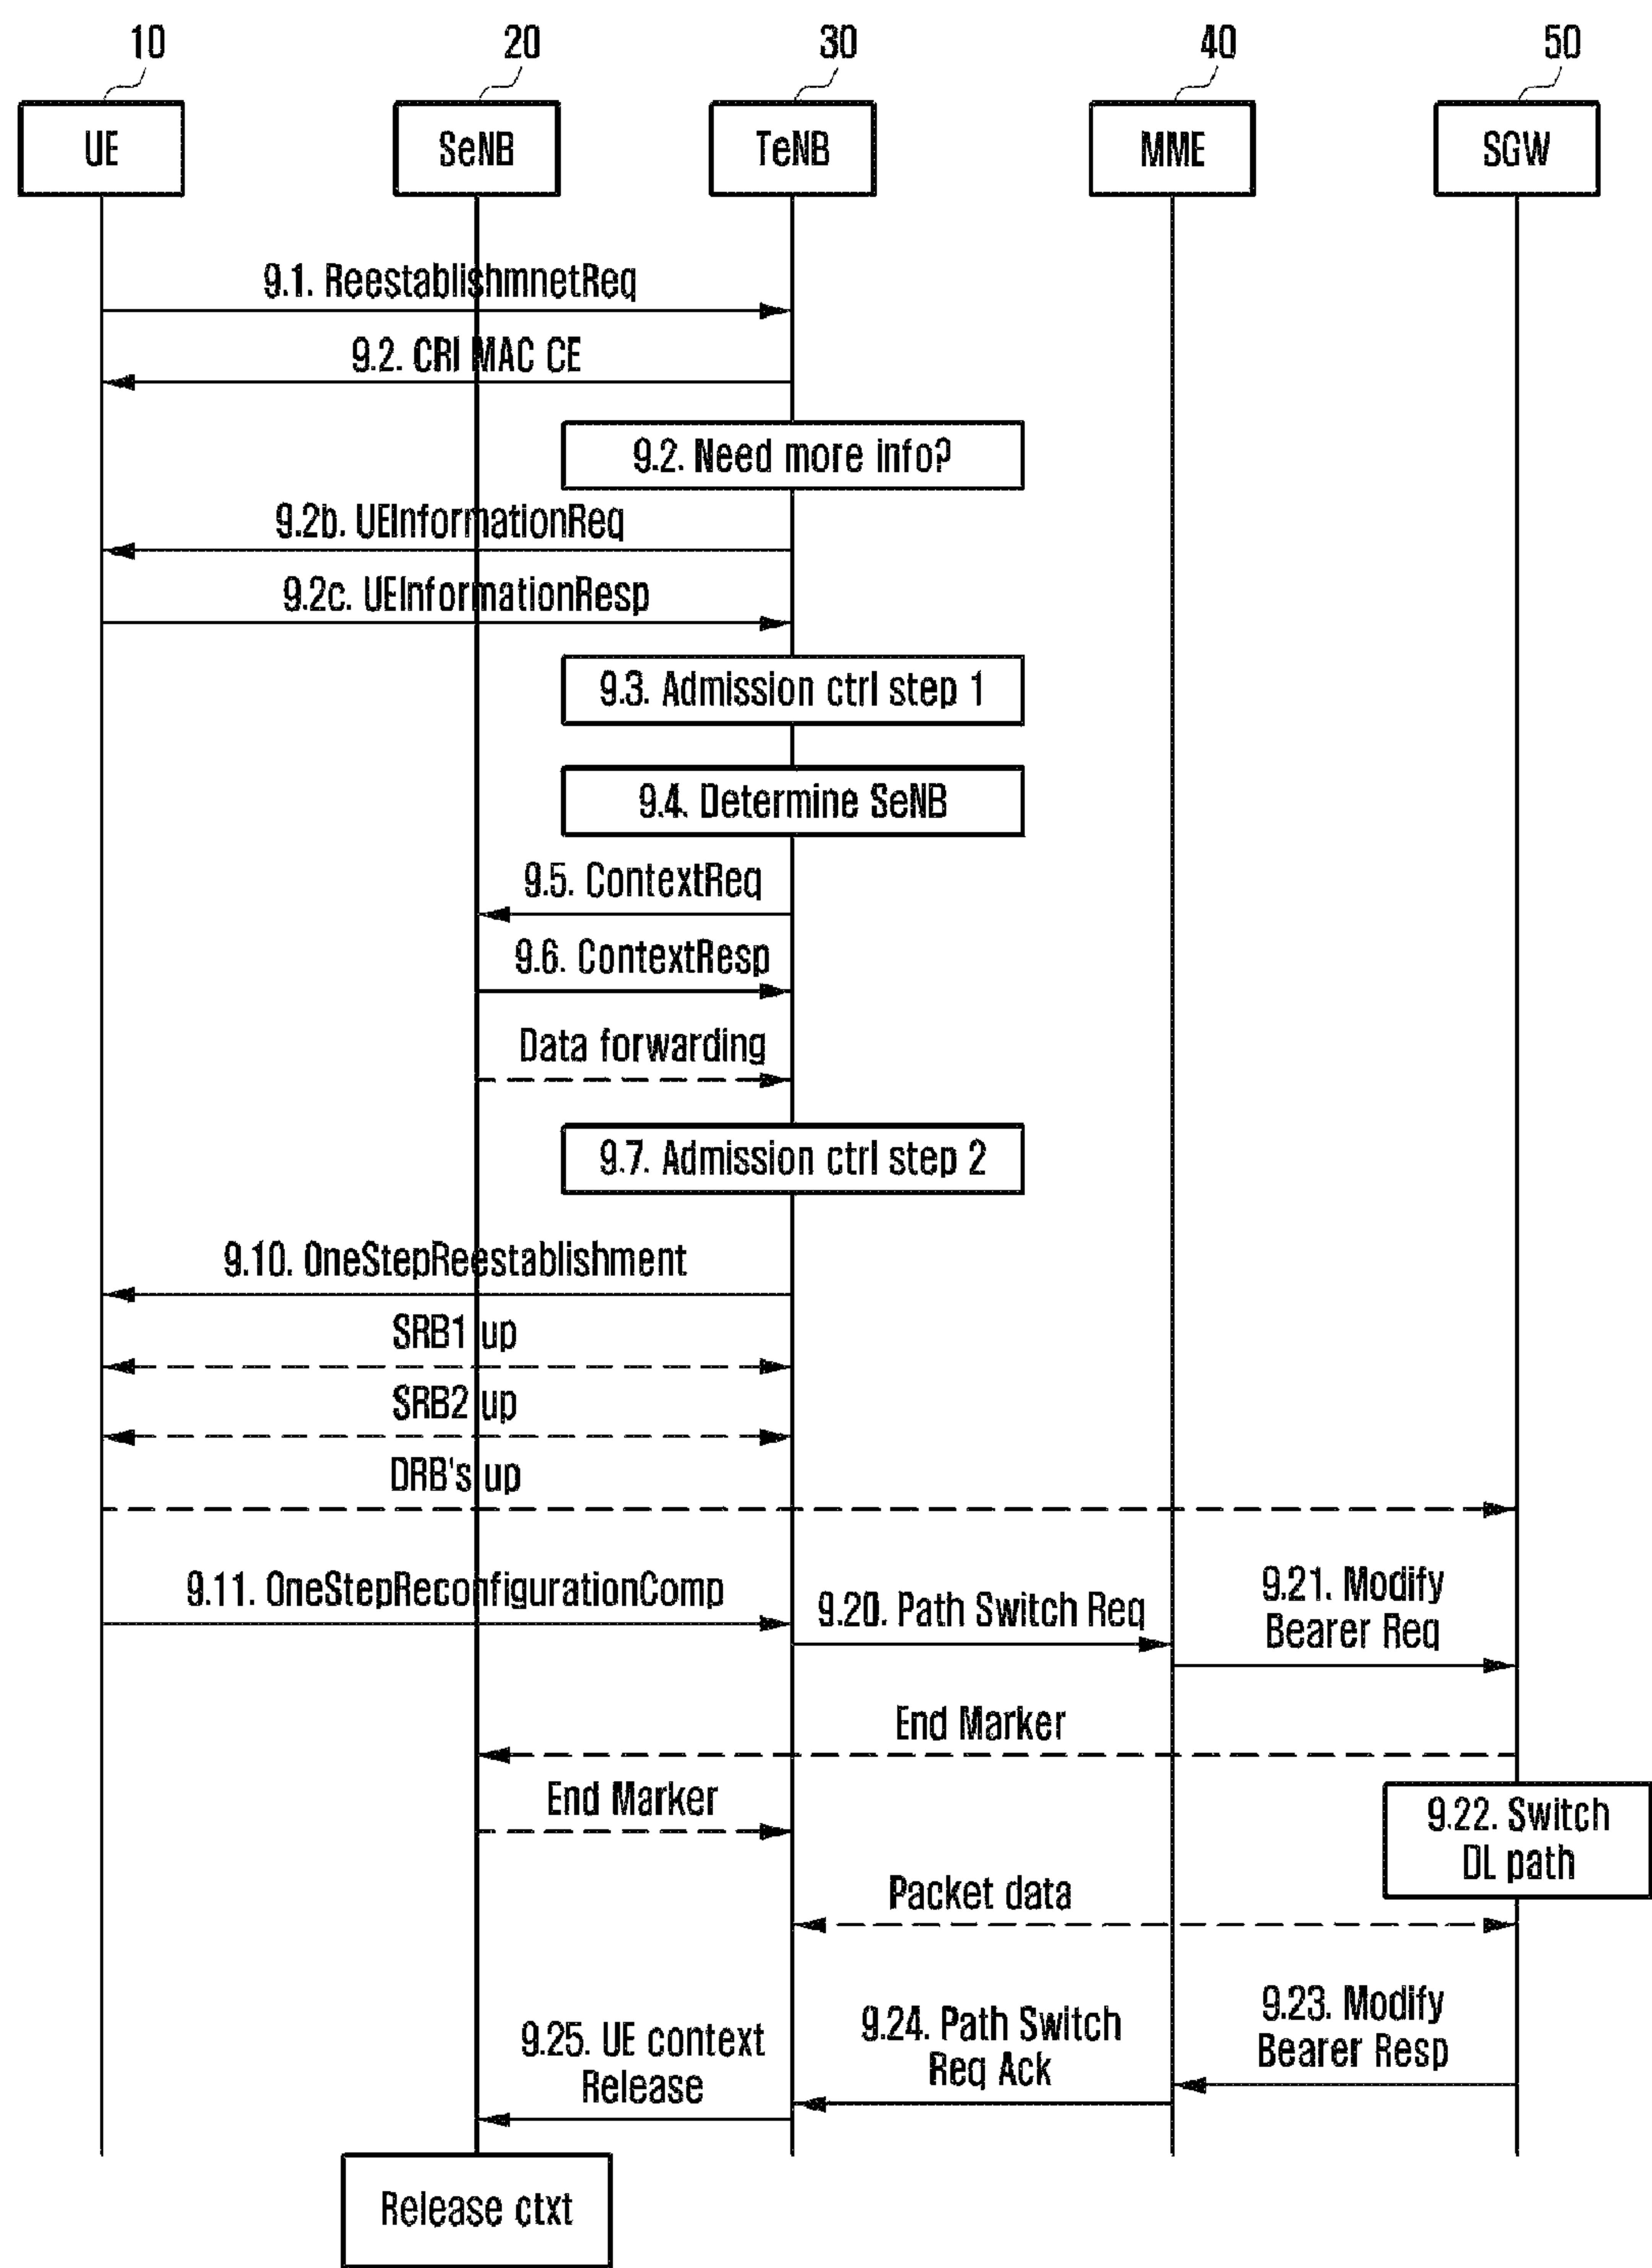 10
20
30
40
50
UE
SeNB
TeNB
MME
SGW
9.1. ReestablishmnetReq
9.2. CRI MAC CE
9.2. Need more info?
9.2b. UEInformationReq
9.2c. UEInformationResp
9.3. Admission ctrl step 1
9.4. Determine SeNB
9.5. ContextReq
9.6. ContextResp
Data forwarding
9.7. Admission ctrl step 2
9.10. OneStepReestablishment
SRB1 up
SRB2 up
DRB's up
9.11. OneStepReconfigurationComp
9.20. Path Switch Req
9.21. Modify
Bearer Req
End Marker
End Marker
9.22. Switch
DL path
Packet data
9.23. Modify
Bearer Resp
9.24. Path Switch
Req Ack
9.25. UE context
Release
Release ctxt